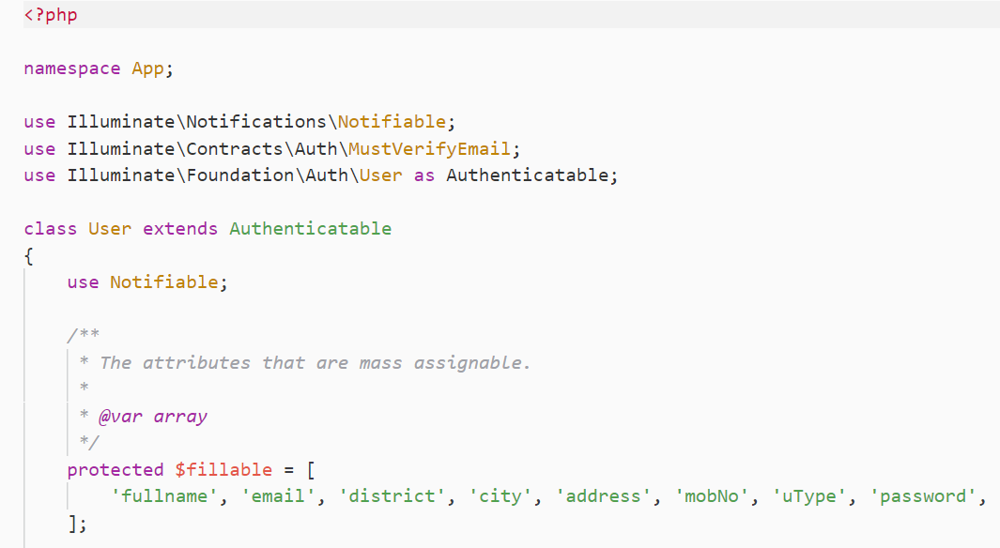 <?php
namespace App;
use Illuminate\Notifications\Notifiable;
use Illuminate\Contracts\Auth\MustVerifyEmail;
use Illuminate\Foundation\Auth\User as Authenticatable;
class User extends Authenticatable
{
use Notifiable;
/**
* The attributes that are mass assignable.
*
* @var array
*/
protected $fillable = [
'fullname', 'email', 'district', 'city', 'address', 'mobNo', 'uType', 'password',
];